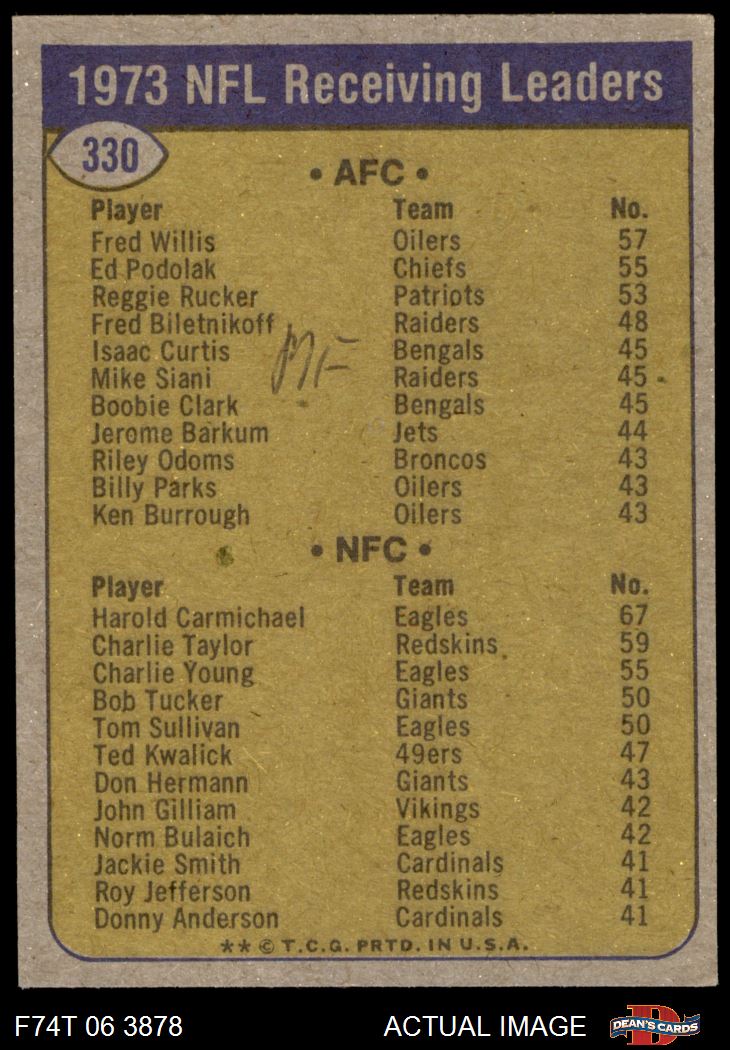 1973 NFL Receiving Leaders
330
• AFC •
Player Team No.
Fred Willis Oilers 57
Ed Podolak Chiefs 55
Reggie Rucker Patriots 53
Fred Biletnikoff Raiders 48
Isaac Curtis Bengals 45
Mike Siani Raiders 45
Boobie Clark Bengals 45
Jerome Barkum Jets 44
Riley Odoms Broncos 43
Billy Parks Oilers 43
Ken Burrough Oilers 43
• NFC •
Player Team No.
Harold Carmichael Eagles 67
Charlie Taylor Redskins 59
Charlie Young Eagles 55
Bob Tucker Giants 50
Tom Sullivan Eagles 50
Ted Kwalick 49ers 47
Don Hermann Giants 43
John Gilliam Vikings 42
Norm Bulaich Eagles 42
Jackie Smith Cardinals 41
Roy Jefferson Redskins 41
Donny Anderson Cardinals 41
** © T.C.G. PRTD. IN U.S.A.
F74T 06 3878 ACTUAL IMAGE D DEAN'S CARDS